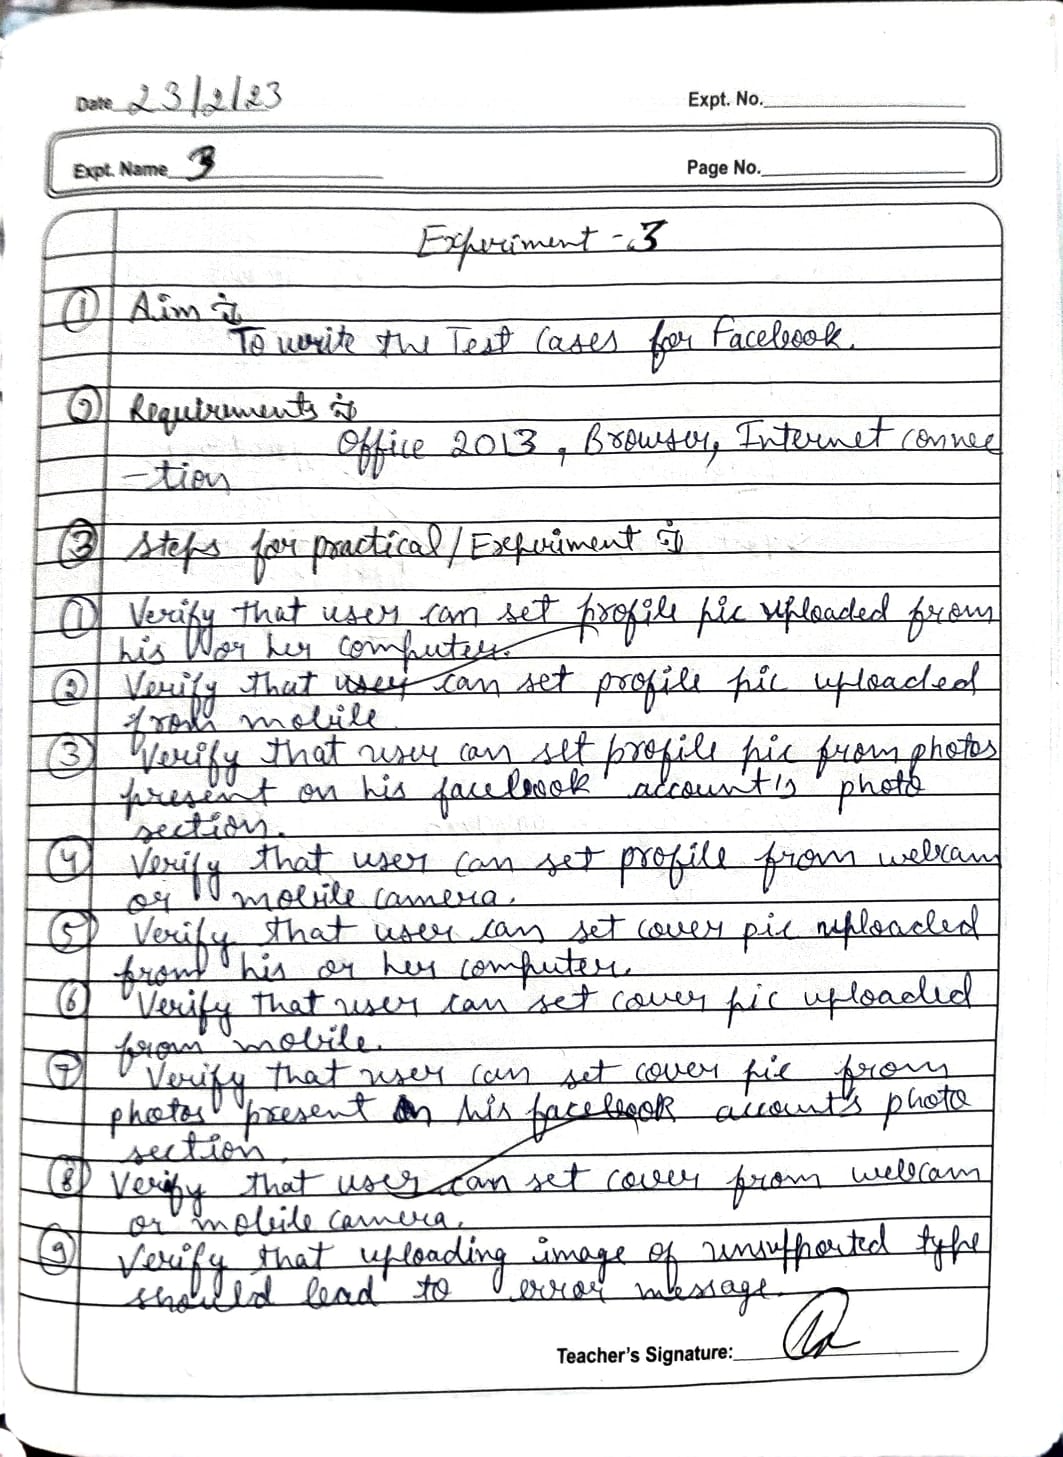 Date 23/2/23 Expt. No.
Expt. Name 3 Page No.
Experiment - 3
① Aim :-
To write the Test Cases for Facebook.
② Requirements :-
Office 2013, Browser, Internet connec
-tion
③ Steps for practical/Experiment :-
① Verify that user can set profile pic uploaded from
his or her computer.
② Verify that user can set profile pic uploaded
from mobile.
③ Verify that user can set profile pic from photos
present on his facebook account's photo
section.
④ Verify that user can set profile from webcam
or mobile camera.
⑤ Verify that user can set cover pic uploaded
from his or her computer.
⑥ Verify that user can set cover pic uploaded
from mobile.
⑦ Verify that user can set cover pic from
photos present on his facebook account's photo
section.
⑧ Verify that user can set cover from webcam
or mobile camera.
⑨ Verify that uploading image of unsupported type
should lead to error message.
Teacher's Signature: